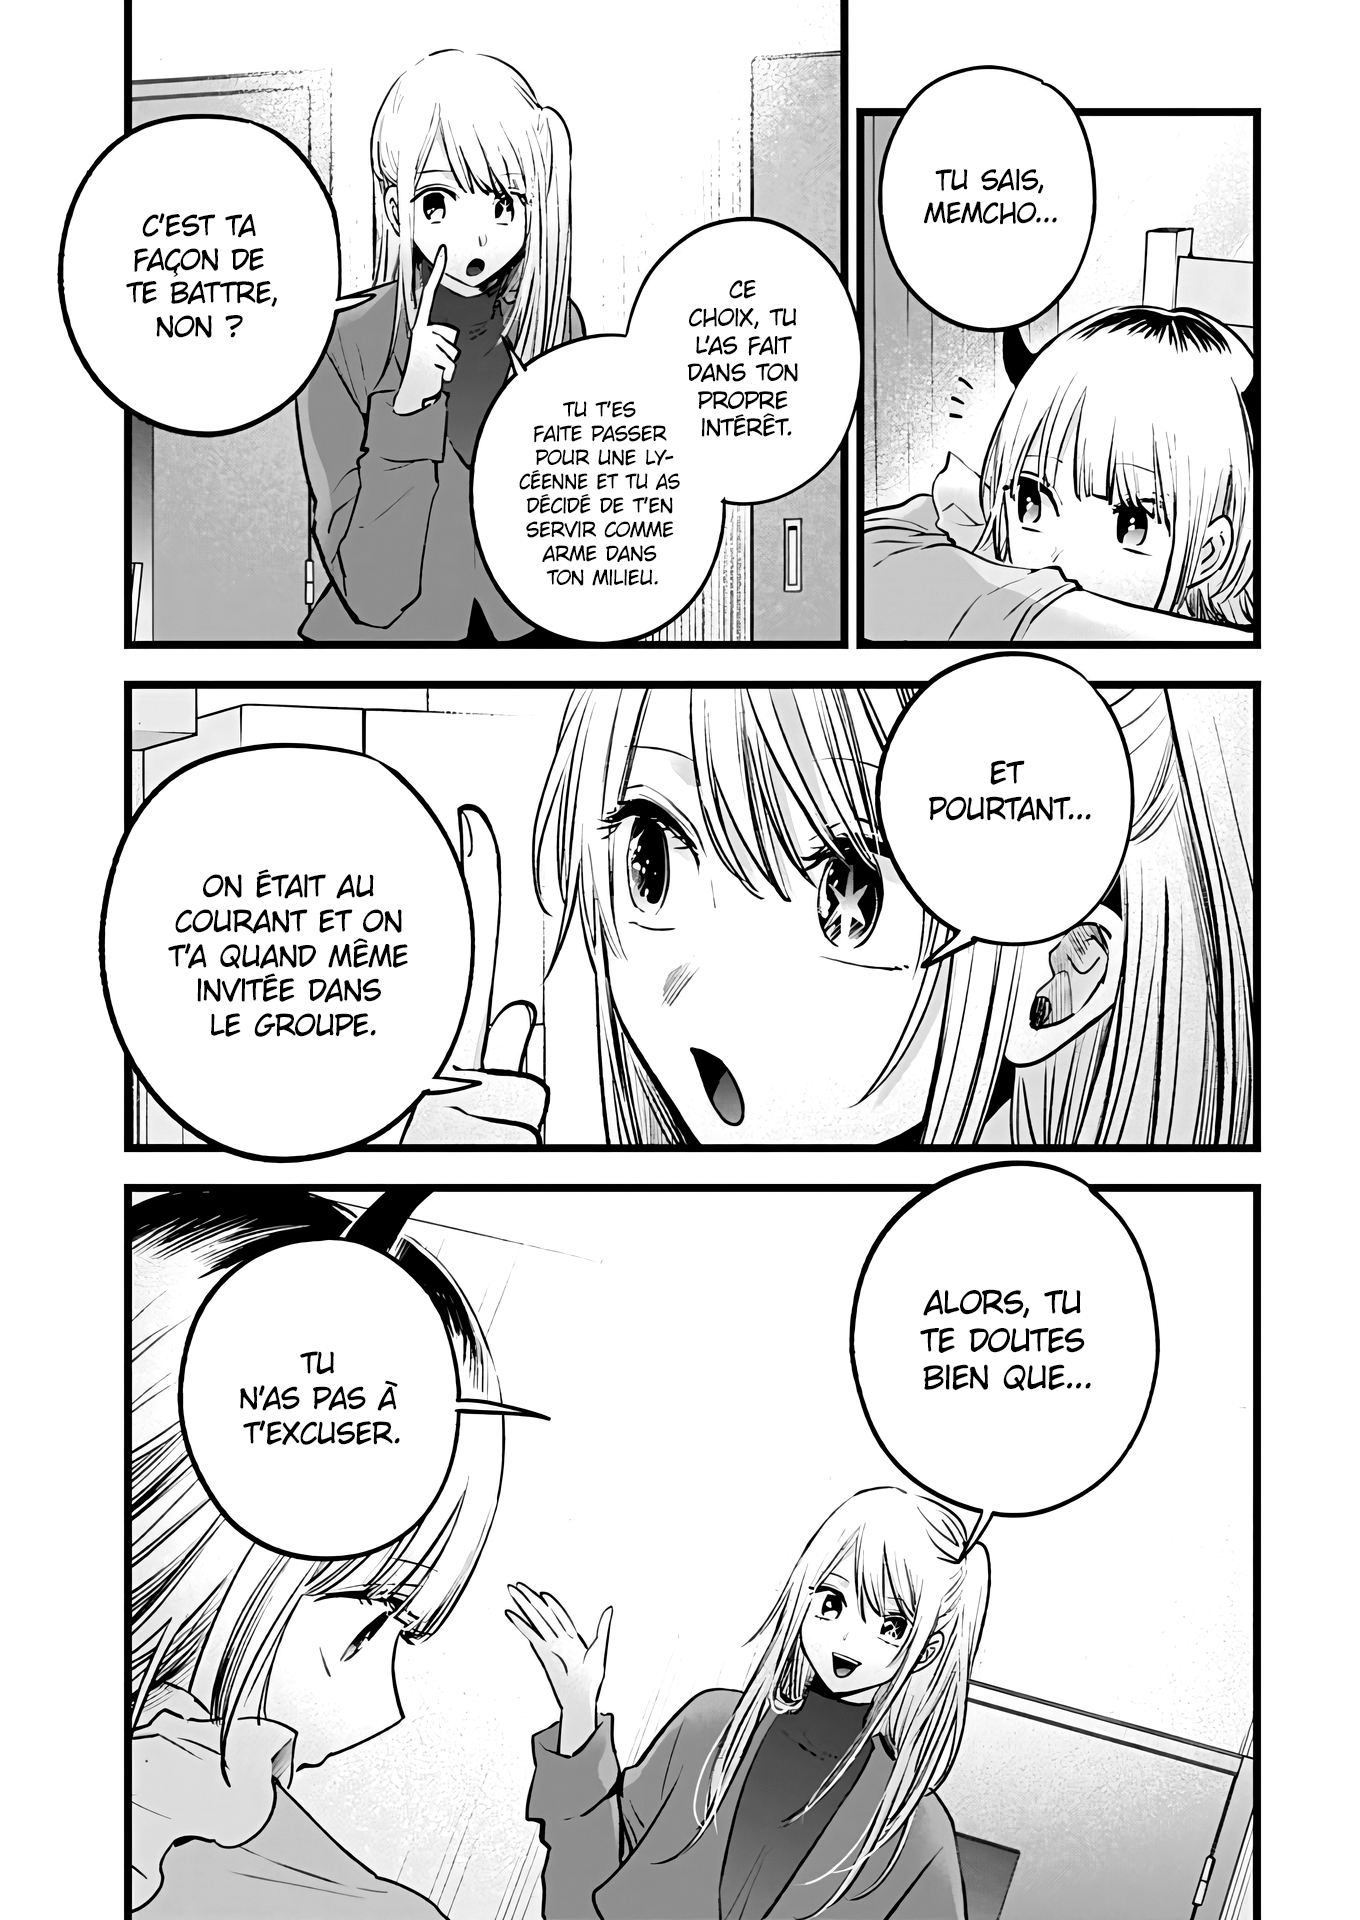 TU SAIS,
MEMCHO...
CE
CHOIX, TU
L'AS FAIT
DANS TON
PROPRE
INTÉRÊT.
TU T'ES
FAITE PASSER
POUR UNE LY-
CÉENNE ET TU AS
DÉCIDÉ DE T'EN
SERVIR COMME
ARME DANS
TON MILIEU.
C'EST TA
FAÇON DE
TE BATTRE,
NON ?
ET
POURTANT...
ON ÉTAIT AU
COURANT ET ON
T'A QUAND MÊME
INVITÉE DANS
LE GROUPE.
ALORS, TU
TE DOUTES
BIEN QUE...
TU
N'AS PAS À
T'EXCUSER.